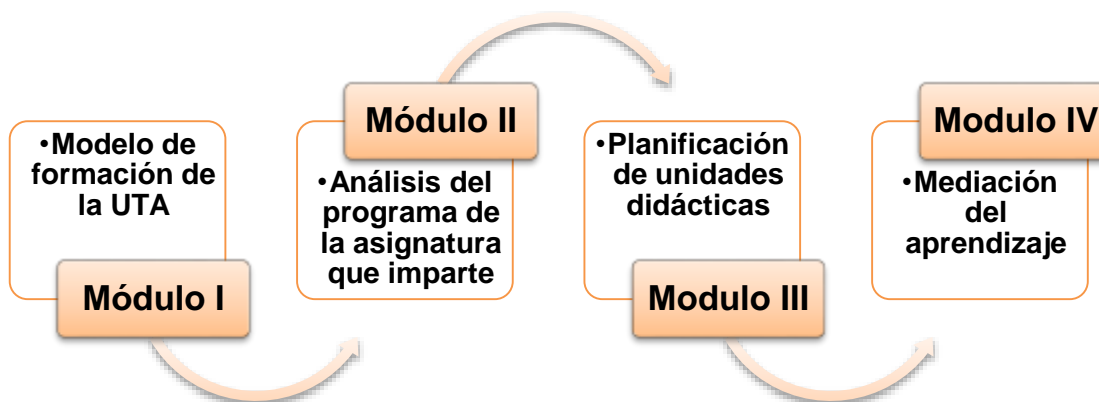 •Modelo de
formación de
la UTA
Módulo I
Módulo II
•Análisis del
programa de
la asignatura
que imparte
•Planificación
de unidades
didácticas
Modulo III
Modulo IV
•Mediación
del
aprendizaje